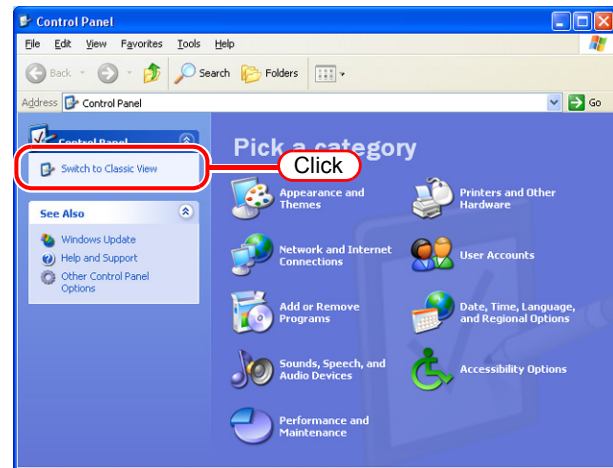 Control Panel
File Edit View Favorites Tools Help
Back Search Folders
Address Control Panel Go
Control Panel
Switch to Classic View
Click
See Also
Windows Update
Help and Support
Other Control Panel
Options
Pick a category
Appearance and
Themes
Printers and Other
Hardware
Network and Internet
Connections
User Accounts
Add or Remove
Programs
Date, Time, Language,
and Regional Options
Sounds, Speech, and
Audio Devices
Accessibility Options
Performance and
Maintenance